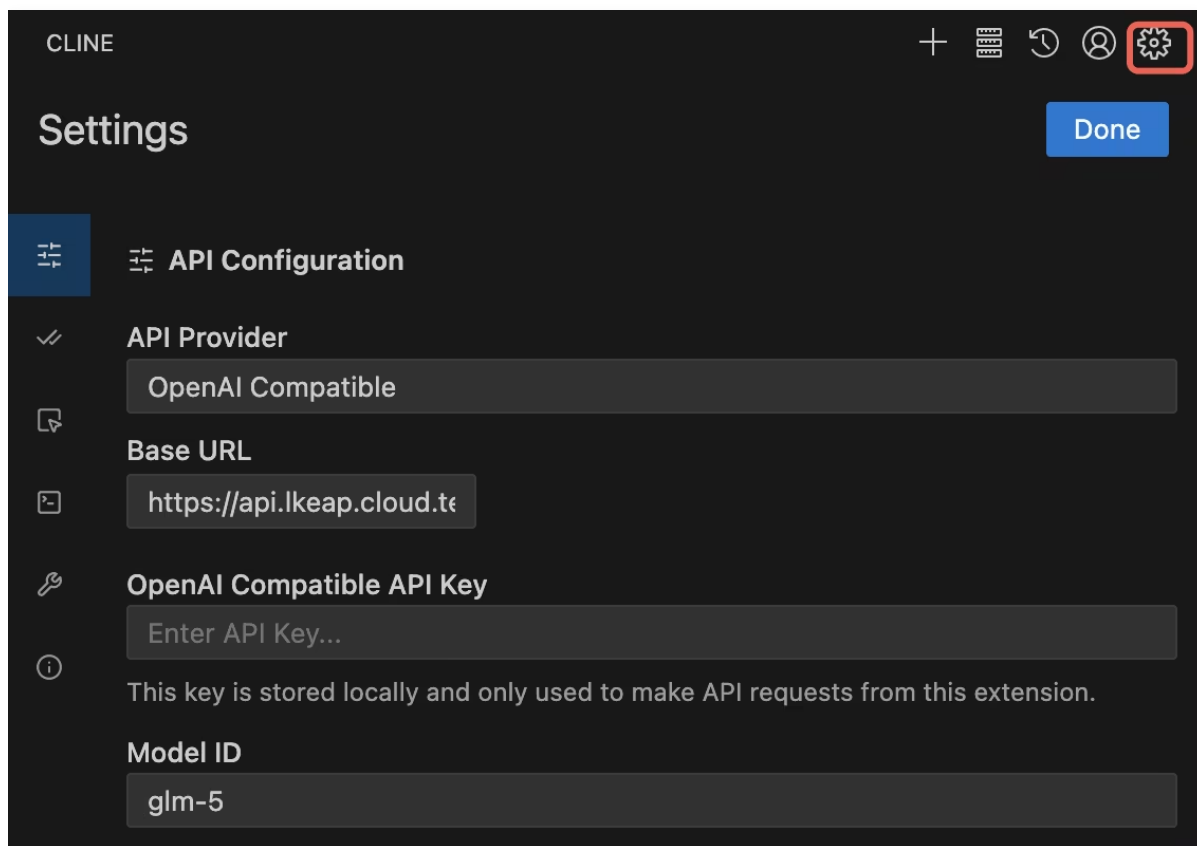 CLINE
Settings
Done
API Configuration
API Provider
OpenAI Compatible
Base URL
https://api.lkeap.cloud.te
OpenAI Compatible API Key
Enter API Key...
This key is stored locally and only used to make API requests from this extension.
Model ID
glm-5